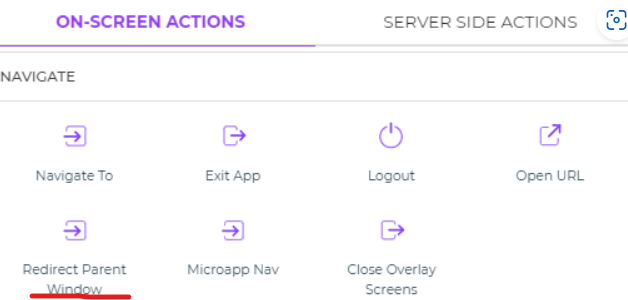 ON-SCREEN ACTIONS SERVER SIDE ACTIONS
NAVIGATE
Navigate To Exit App Logout Open URL
Redirect Parent Microapp Nav Close Overlay
Window Screens